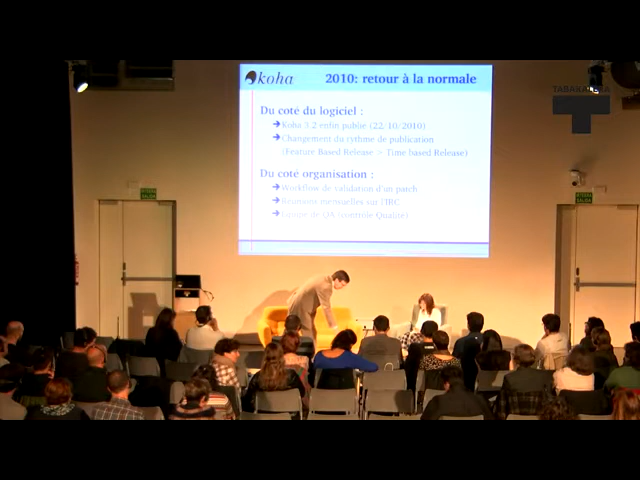 koha
2010: retour à la normale
Du coté du logiciel :
Koha 3.2 enfin publié (22/10/2010)
Changement du rythme de publication
(Feature Based Release > Time based Release)
Du coté organisation :
Workflow de validation d'un patch
Réunions mensuelles sur l'IRC
Equipe de QA (contrôle Qualité)
TABAKALERA